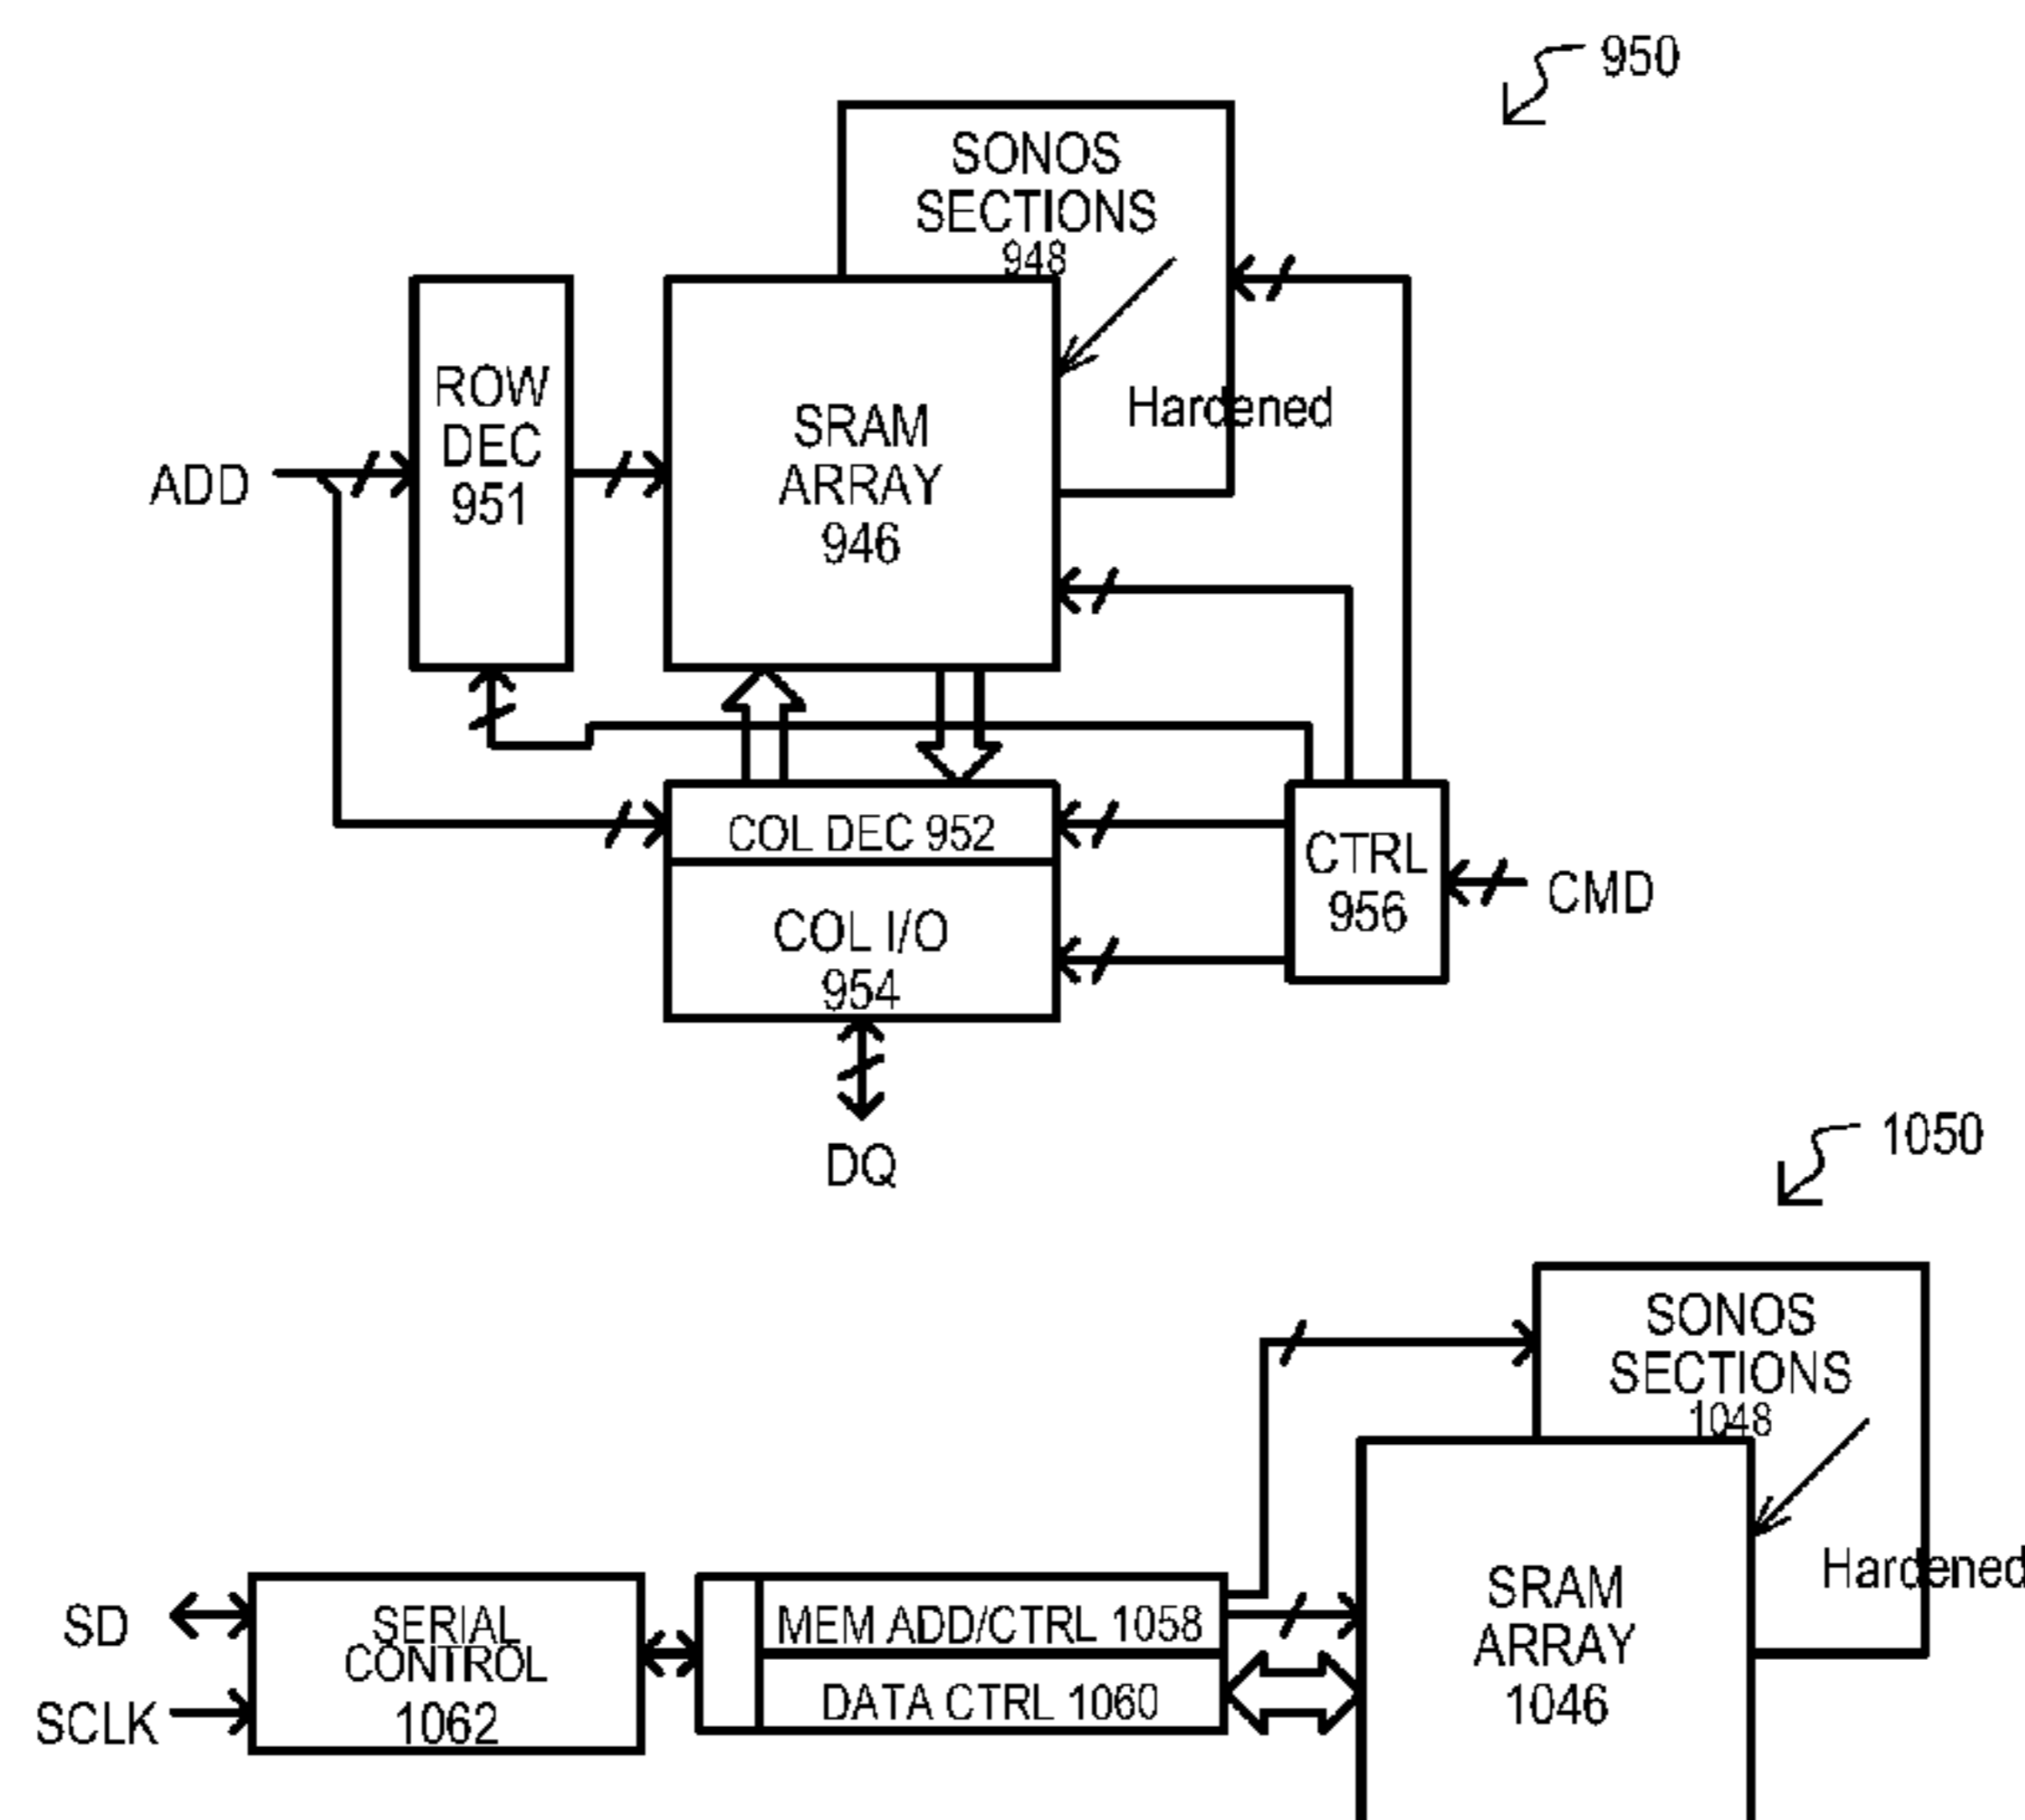 950
SONOS
SECTIONS
948
ROW
DEC
951
Hardened
SRAM
ARRAY
946
ADD
COL DEC 952
CTRL
956
CMD
COL I/O
954
DQ
1050
SONOS
SECTIONS
1048
Hardened
SRAM
ARRAY
1046
SD
SCLK
SERIAL
CONTROL
1062
MEM ADD/CTRL 1058
DATA CTRL 1060